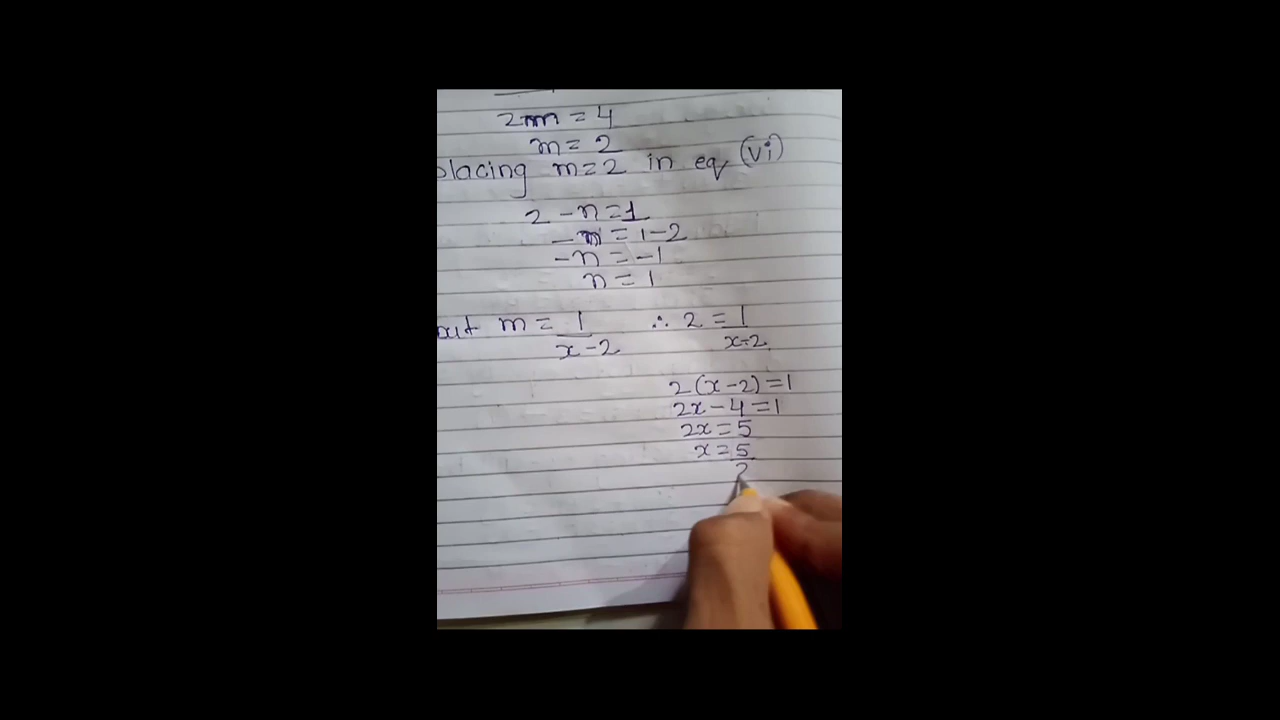 2m = 4
m = 2
placing m=2 in eq (vi)
2 - n = 1
- n = 1-2
- n = -1
n = 1
but m = 1/x-2 ∴ 2 = 1/x-2
2(x-2) = 1
2x - 4 = 1
2x = 5
x = 5/2